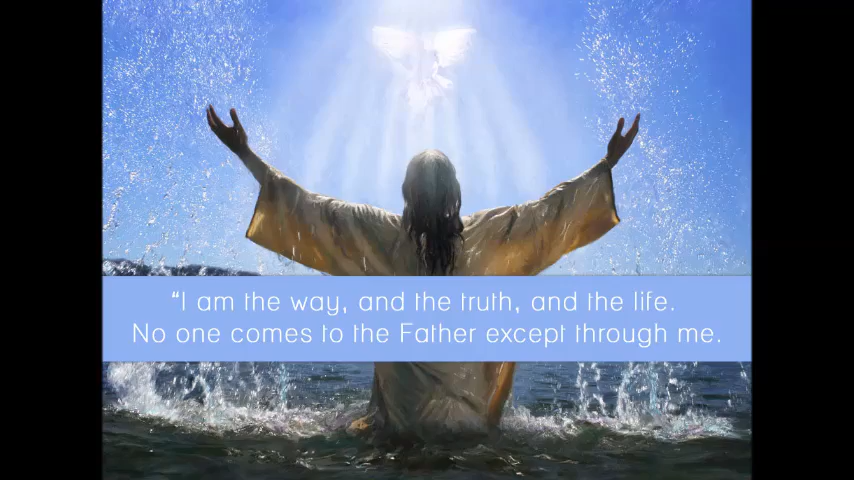 “I am the way, and the truth, and the life.
No one comes to the Father except through me.